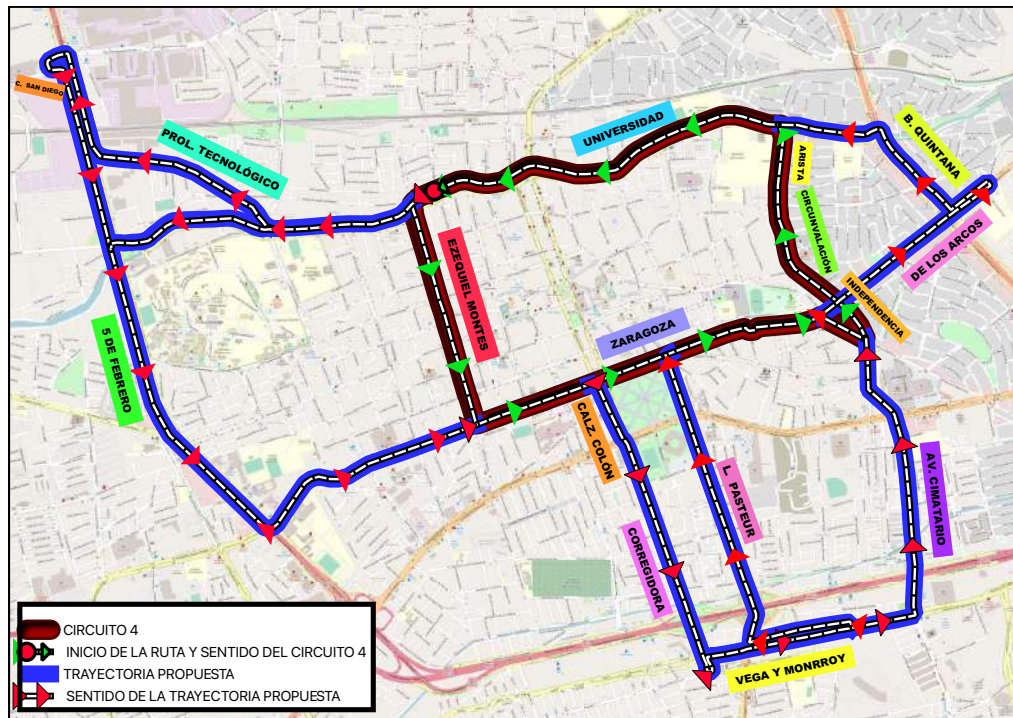 C. SAN DIEGO
PROL. TECNOLÓGICO
UNIVERSIDAD
ARISTA
B. QUINTANA
CIRCUNVALACIÓN
DE LOS ARCOS
INDEPENDENCIA
EZEQUIEL MONTES
ZARAGOZA
5 DE FEBRERO
CALZ. COLÓN
L. PASTEUR
AV. CIMATARIO
CORREGIDORA
VEGA Y MONRROY
CIRCUITO 4
INICIO DE LA RUTA Y SENTIDO DEL CIRCUITO 4
TRAYECTORIA PROPUESTA
SENTIDO DE LA TRAYECTORIA PROPUESTA